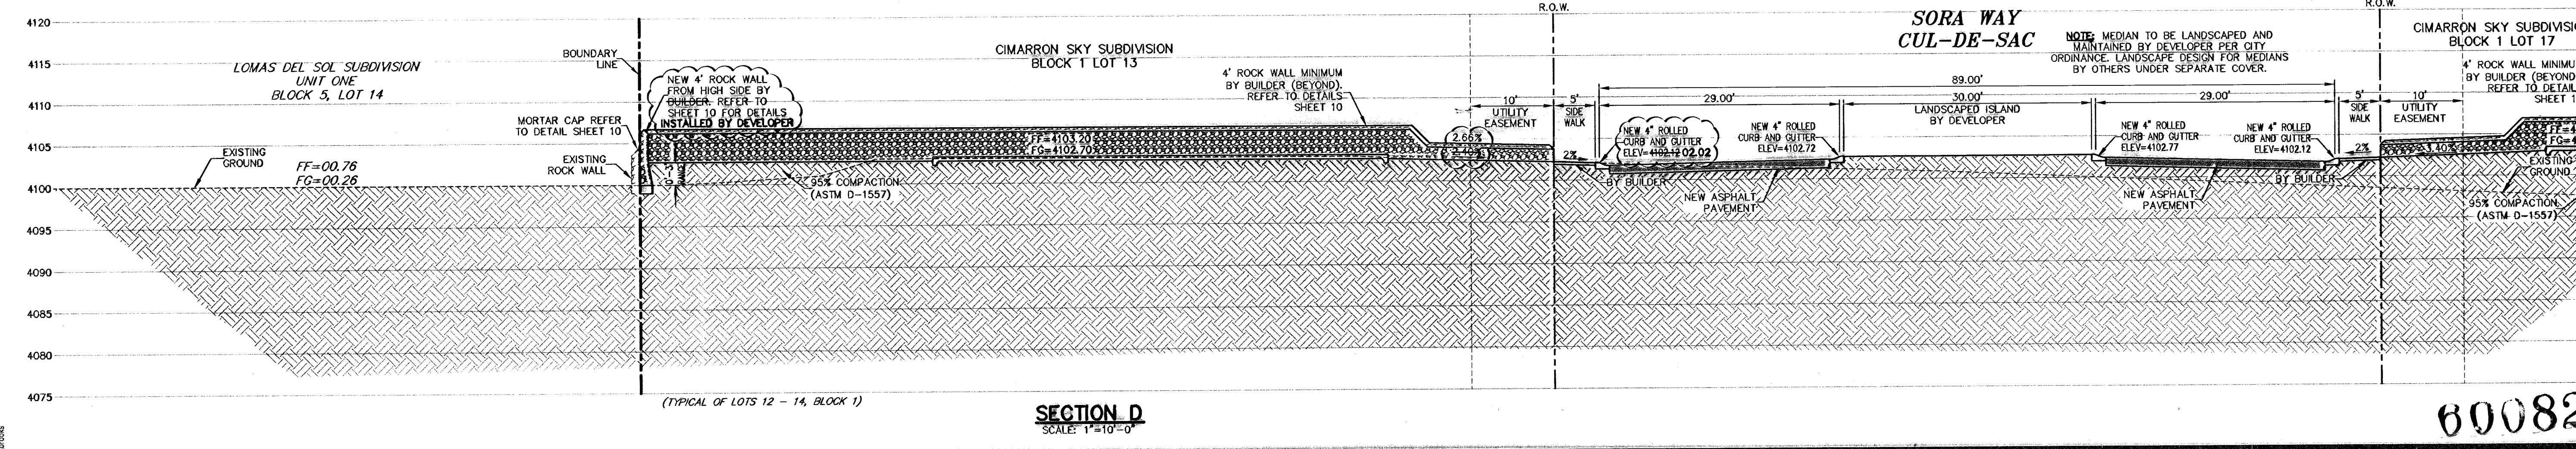 4120
4115
4110
4105
4100
4095
4090
4085
4080
4075
LOMAS DEL SOL SUBDIVISION
UNIT ONE
BLOCK 5, LOT 14
EXISTING
GROUND
FF=00.76
FG=00.26
BOUNDARY
LINE
MORTAR CAP REFER
TO DETAIL SHEET 10
EXISTING
ROCK WALL
NEW 4' ROCK WALL
FROM HIGH SIDE BY
BUILDER. REFER TO
SHEET 10 FOR DETAILS
INSTALLED BY DEVELOPER
CIMARRON SKY SUBDIVISION
BLOCK 1 LOT 13
4' ROCK WALL MINIMUM
BY BUILDER (BEYOND).
REFER TO DETAILS
SHEET 10
FF=4103.20
FG=4102.70
95% COMPACTION
(ASTM D-1557)
2.66%
10'
UTILITY
EASEMENT
R.O.W.
5'
SIDE
WALK
2%
SORA WAY
CUL-DE-SAC
NOTE: MEDIAN TO BE LANDSCAPED AND
MAINTAINED BY DEVELOPER PER CITY
ORDINANCE. LANDSCAPE DESIGN FOR MEDIANS
BY OTHERS UNDER SEPARATE COVER.
89.00'
29.00'
30.00'
29.00'
LANDSCAPED ISLAND
BY DEVELOPER
NEW 4" ROLLED
CURB AND GUTTER
ELEV=4102.12 02.02
NEW 4" ROLLED
CURB AND GUTTER
ELEV=4102.72
NEW 4" ROLLED
CURB AND GUTTER
ELEV=4102.77
NEW 4" ROLLED
CURB AND GUTTER
ELEV=4102.12
BY BUILDER
NEW ASPHALT
PAVEMENT
NEW ASPHALT
PAVEMENT
BY BUILDER
R.O.W.
5'
SIDE
WALK
2%
10'
UTILITY
EASEMENT
3.40%
CIMARRON SKY SUBDIVISI
BLOCK 1 LOT 17
4' ROCK WALL MINIMU
BY BUILDER (BEYOND
REFER TO DETAIL
SHEET 1
FF=4
FG=4
EXISTING
GROUND
95% COMPACTION
(ASTM D-1557)
(TYPICAL OF LOTS 12 - 14, BLOCK 1)
SECTION D
SCALE: 1"=10'-0"
60082